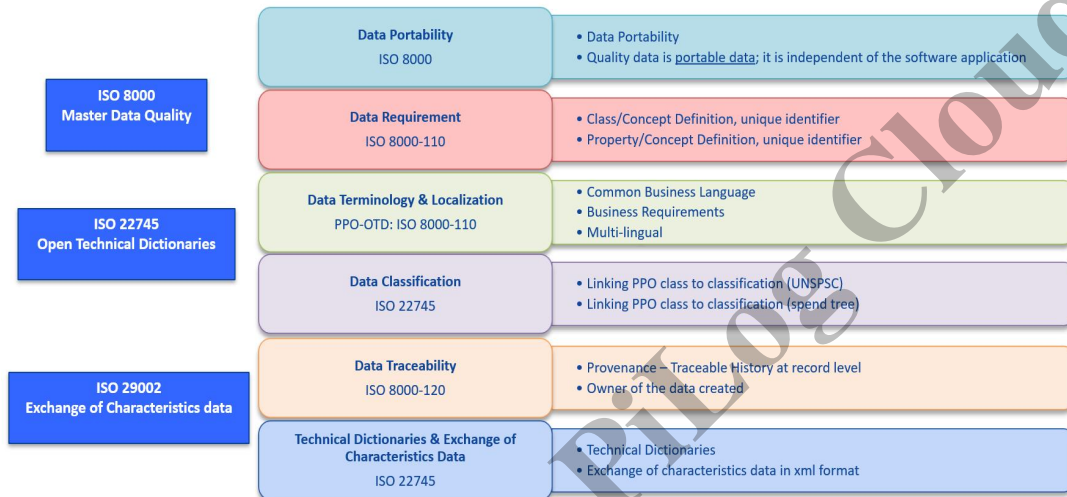 ISO 8000
Master Data Quality
ISO 22745
Open Technical Dictionaries
ISO 29002
Exchange of Characteristics data
Data Portability
ISO 8000
• Data Portability
• Quality data is portable data; it is independent of the software application
Data Requirement
ISO 8000-110
• Class/Concept Definition, unique identifier
• Property/Concept Definition, unique identifier
Data Terminology & Localization
PPO-OTD: ISO 8000-110
• Common Business Language
• Business Requirements
• Multi-lingual
Data Classification
ISO 22745
• Linking PPO class to classification (UNSPSC)
• Linking PPO class to classification (spend tree)
Data Traceability
ISO 8000-120
• Provenance – Traceable History at record level
• Owner of the data created
Technical Dictionaries & Exchange of
Characteristics Data
ISO 22745
• Technical Dictionaries
• Exchange of characteristics data in xml format
PiLog Cloud